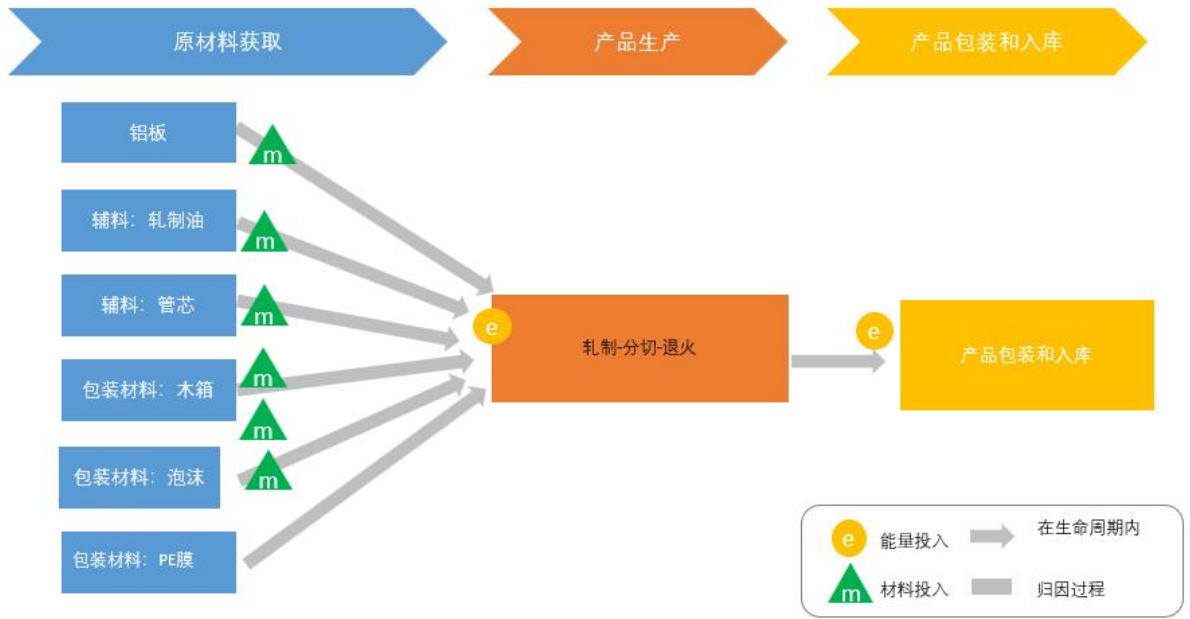 原材料获取
产品生产
产品包装和入库
铝板
m
辅料：轧制油
m
辅料：管芯
m
包装材料：木箱
m
m
包装材料：泡沫
m
包装材料：PE膜
e
轧制-分切-退火
e
产品包装和入库
e 能量投入
在生命周期内
m 材料投入
归因过程